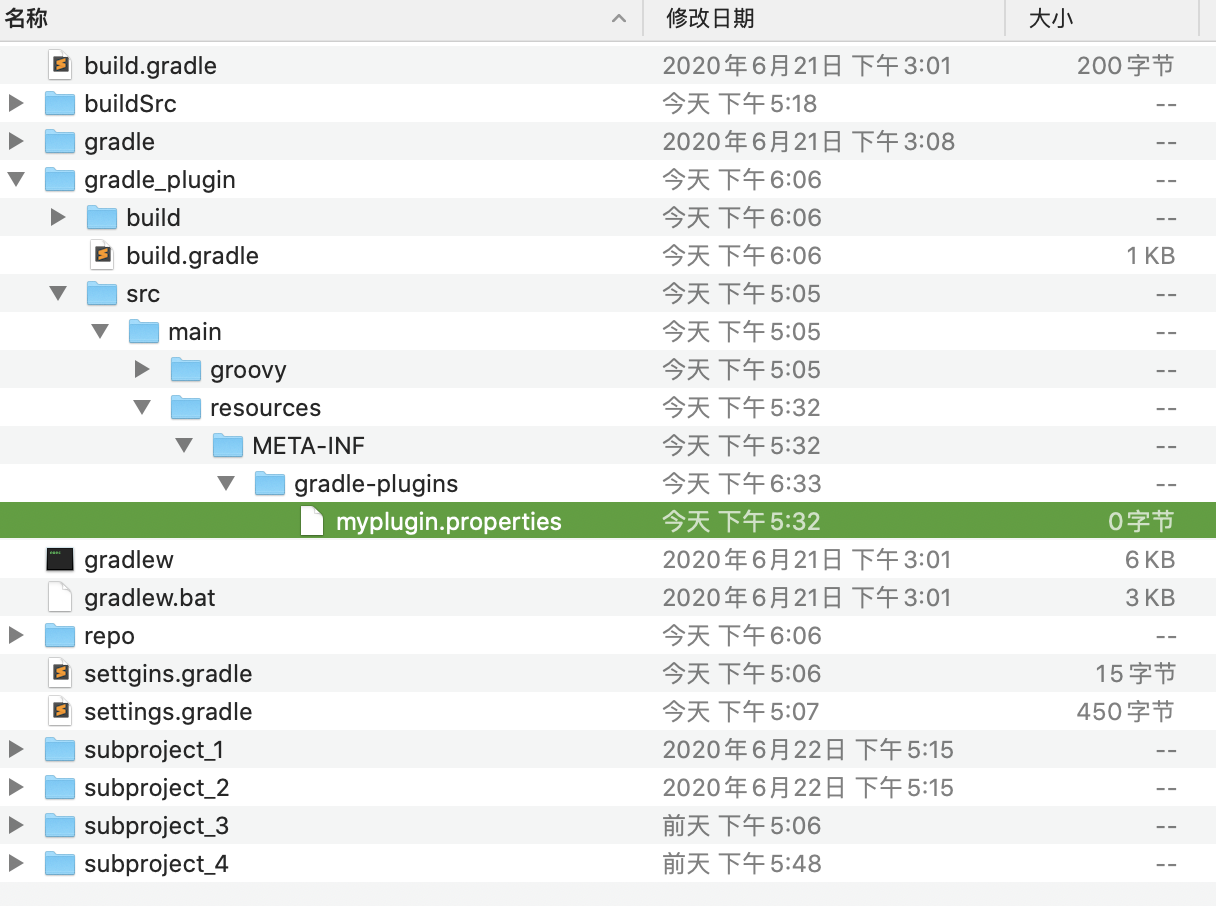 名称 修改日期 大小
build.gradle 2020年6月21日 下午3:01 200 字节
buildSrc 今天 下午5:18 --
gradle 2020年6月21日 下午3:08 --
gradle_plugin 今天 下午6:06 --
build 今天 下午6:06 --
build.gradle 今天 下午6:06 1 KB
src 今天 下午5:05 --
main 今天 下午5:05 --
groovy 今天 下午5:05 --
resources 今天 下午5:32 --
META-INF 今天 下午5:32 --
gradle-plugins 今天 下午6:33 --
myplugin.properties 今天 下午5:32 0 字节
gradlew 2020年6月21日 下午3:01 6 KB
gradlew.bat 2020年6月21日 下午3:01 3 KB
repo 今天 下午6:06 --
settgins.gradle 今天 下午5:06 15 字节
settings.gradle 今天 下午5:07 450 字节
subproject_1 2020年6月22日 下午5:15 --
subproject_2 2020年6月22日 下午5:15 --
subproject_3 前天 下午5:06 --
subproject_4 前天 下午5:48 --